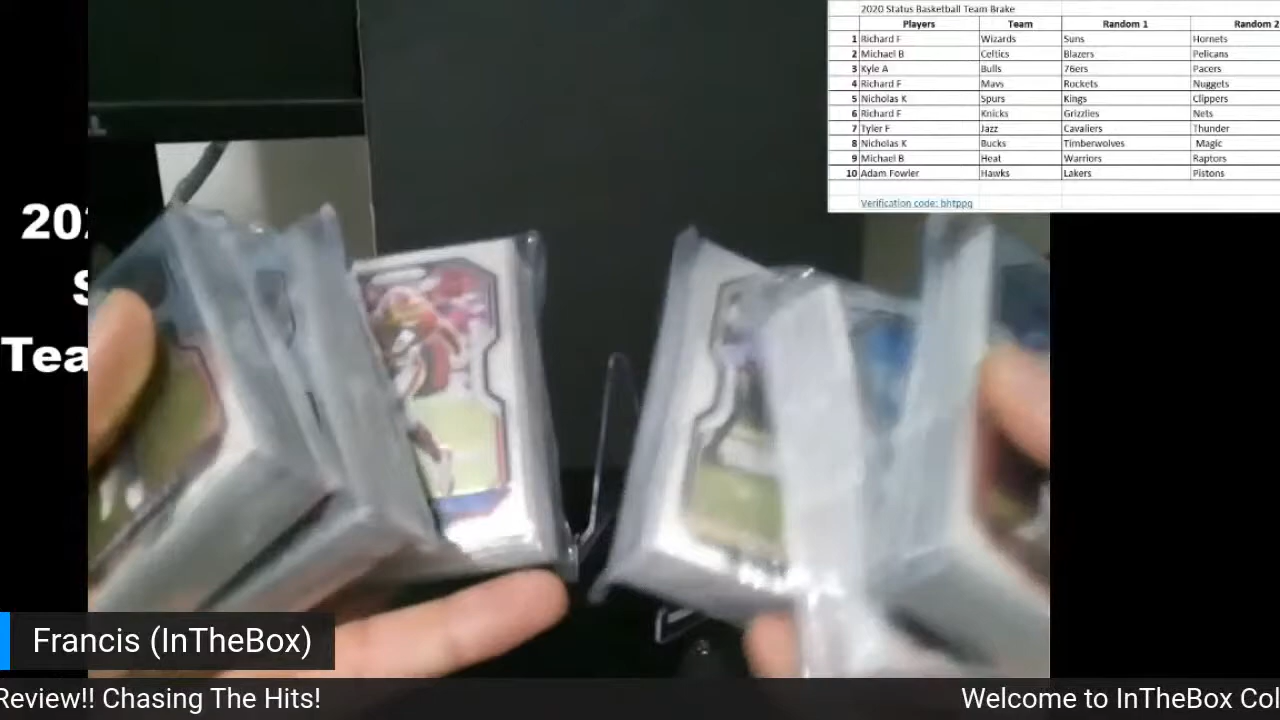 2020 Status Basketball Team Brake
Players Team Random 1 Random 2
1 Richard F Wizards Suns Hornets
2 Michael B Celtics Blazers Pelicans
3 Kyle A Bulls 76ers Pacers
4 Richard F Mavs Rockets Nuggets
5 Nicholas K Spurs Kings Clippers
6 Richard F Knicks Grizzlies Nets
7 Tyler F Jazz Cavaliers Thunder
8 Nicholas K Bucks Timberwolves Magic
9 Michael B Heat Warriors Raptors
10 Adam Fowler Hawks Lakers Pistons
Verification code: bhtppq
202
S
Tea
Francis (InTheBox)
Review!! Chasing The Hits! Welcome to InTheBox Col